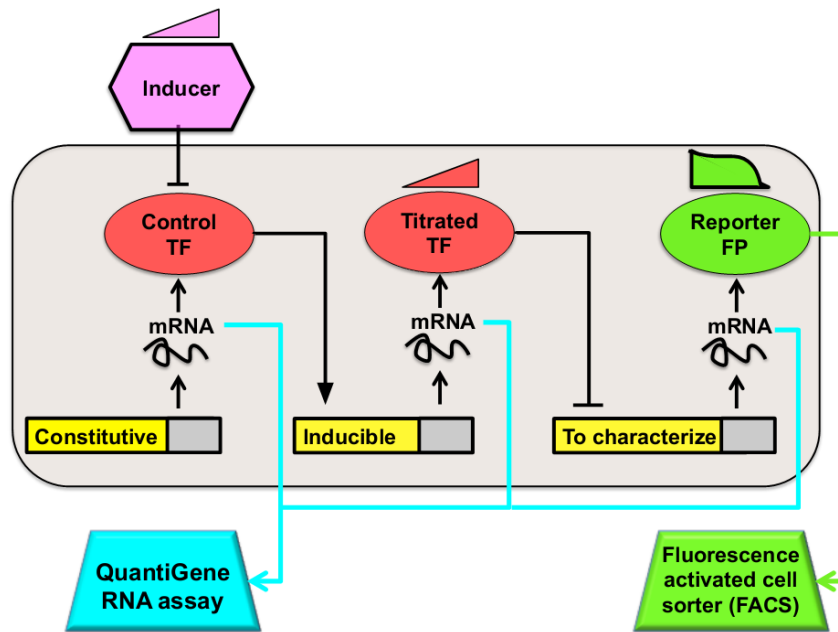 Inducer
Control
TF
Titrated
TF
Reporter
FP
mRNA
mRNA
mRNA
Constitutive
Inducible
To characterize
QuantiGene
RNA assay
Fluorescence
activated cell
sorter (FACS)